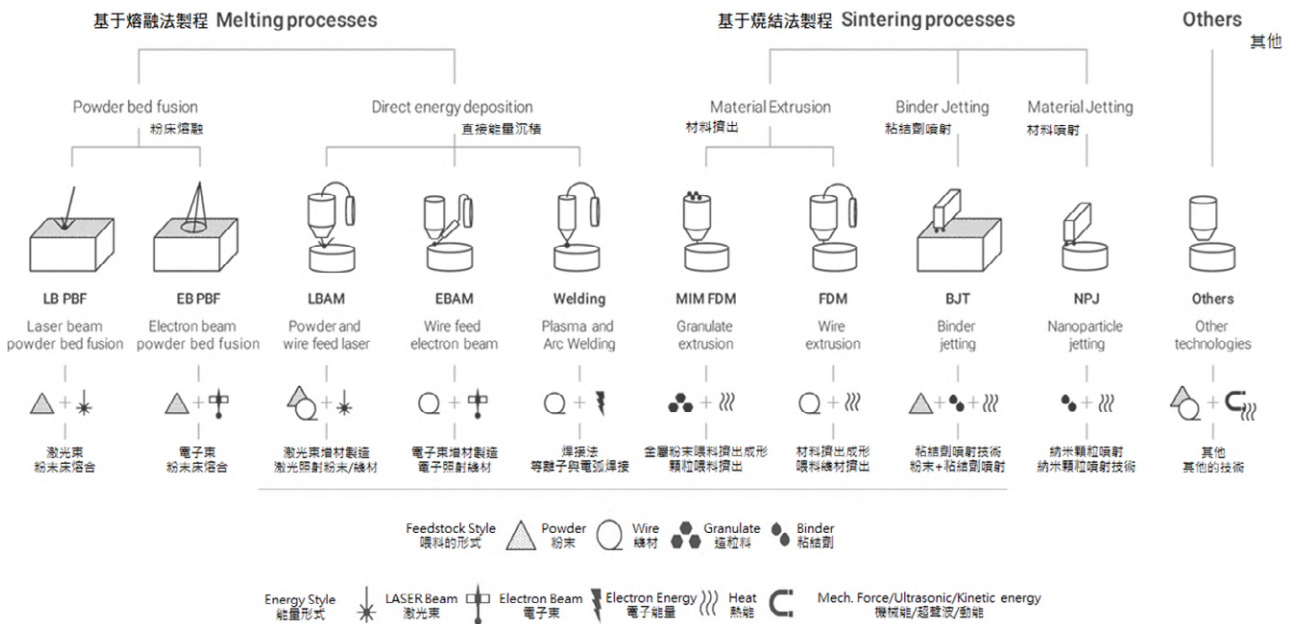 基于熔融法製程 Melting processes
基于燒結法製程 Sintering processes
Others
其他
Powder bed fusion
粉床熔融
Direct energy deposition
直接能量沉積
Material Extrusion
材料擠出
Binder Jetting
粘結劑噴射
Material Jetting
材料噴射
LB PBF
Laser beam
powder bed fusion
激光束
粉末床熔合
EB PBF
Electron beam
powder bed fusion
電子束
粉末床熔合
LBAM
Powder and
wire feed laser
激光束增材製造
激光照射粉末/綫材
EBAM
Wire feed
electron beam
電子束增材製造
電子照射綫材
Welding
Plasma and
Arc Welding
焊接法
等離子與電弧焊接
MIM FDM
Granulate
extrusion
金屬粉末喂料擠出成形
顆粒喂料擠出
FDM
Wire
extrusion
材料擠出成形
喂料綫材擠出
BJT
Binder
jetting
粘結劑噴射技術
粉末+粘結劑噴射
NPJ
Nanoparticle
jetting
納米顆粒噴射
納米顆粒噴射技術
Others
Other
technologies
其他
其他的技術
Feedstock Style
喂料的形式
Powder
粉末
Wire
綫材
Granulate
造粒料
Binder
粘結劑
Energy Style
能量形式
LASER Beam
激光束
Electron Beam
電子束
Electron Energy
電子能量
Heat
熱能
Mech. Force/Ultrasonic/Kinetic energy
機械能/超聲波/動能